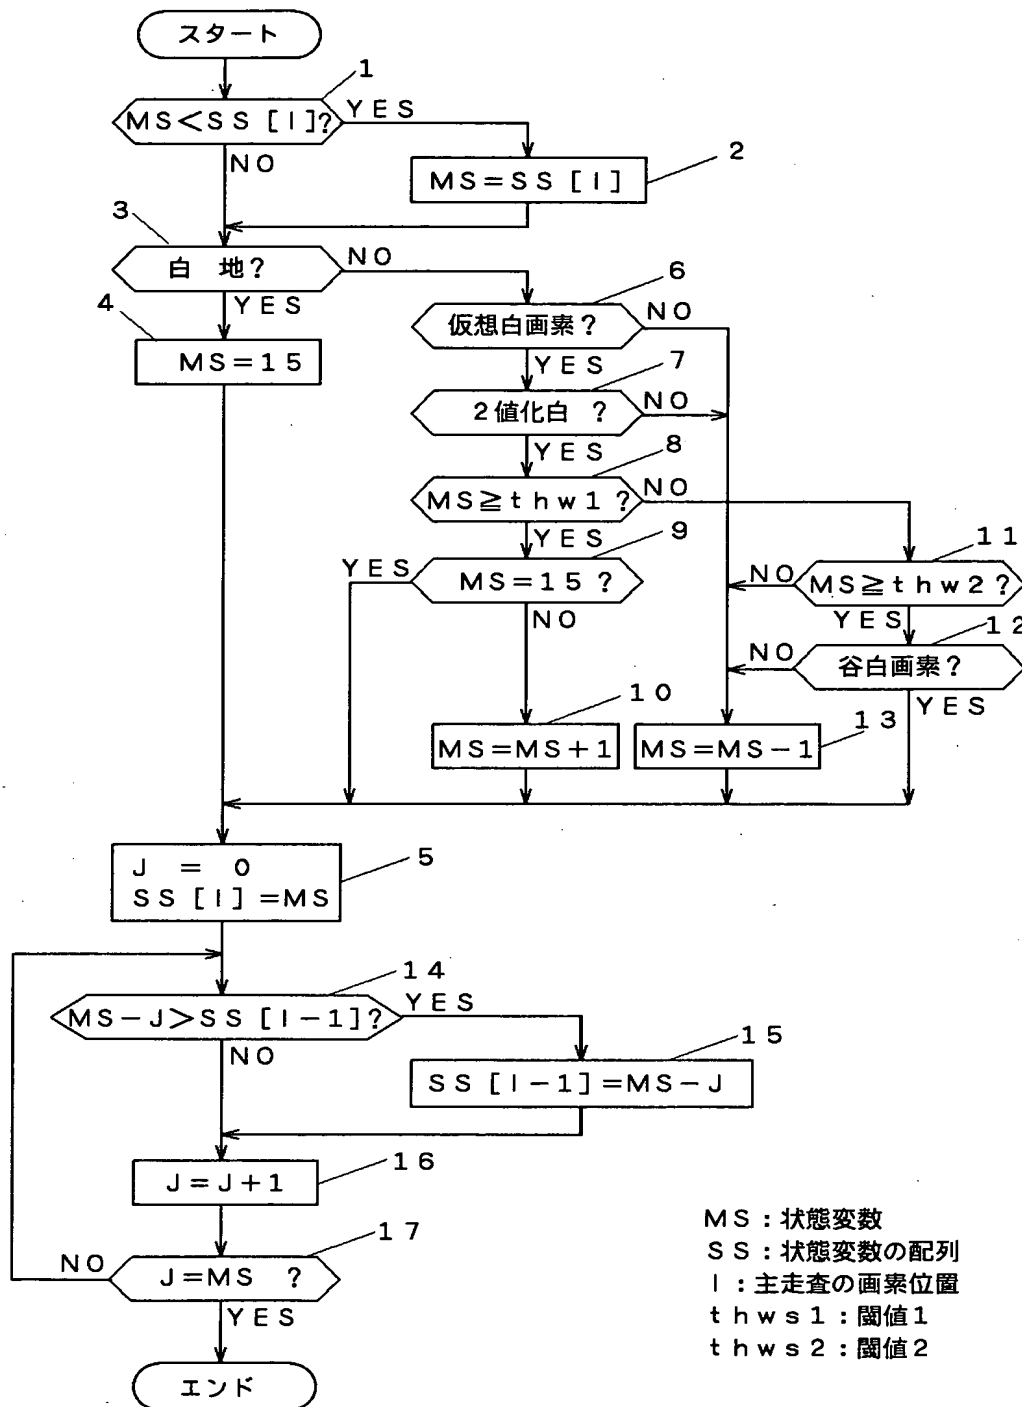 スタート
1
MS<SS[I]?
YES
NO
2
MS=SS[I]
3
白 地?
NO
YES
4
MS=15
6
仮想白画素?
NO
YES
7
2値化白 ?
NO
YES
8
MS≧thw1?
NO
YES
9
MS=15?
YES
NO
11
MS≧thw2?
NO
YES
12
谷白画素?
NO
YES
10
MS=MS+1
13
MS=MS-1
5
J = 0
SS[I]=MS
14
MS-J>SS[I-1]?
YES
NO
15
SS[I-1]=MS-J
16
J=J+1
17
J=MS ?
NO
YES
エンド
MS:状態変数
SS:状態変数の配列
I:主走査の画素位置
thws1:閾値1
thws2:閾値2